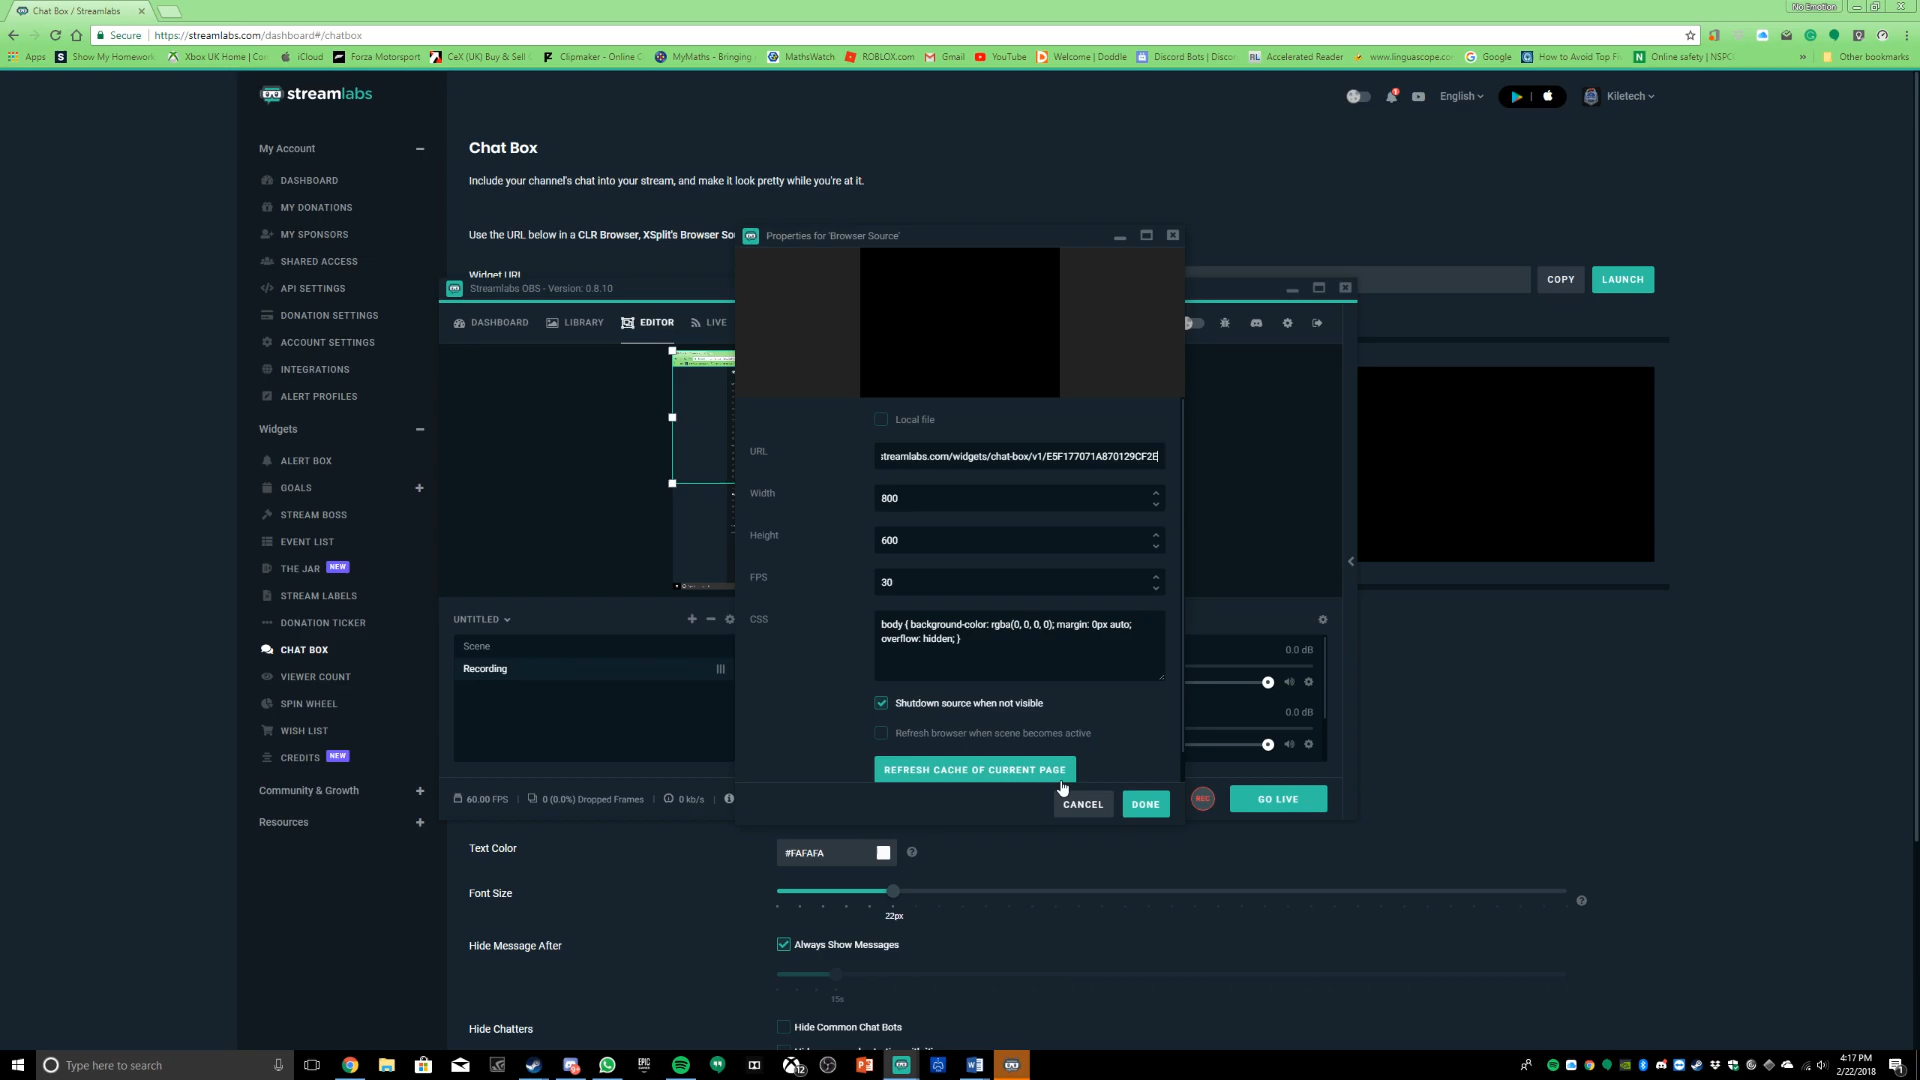 Chat Box / Streamlabs
No Emotion
Secure
https://streamlabs.com/dashboard#/chatbox
Apps
Show My Homework
Xbox UK Home | Con
iCloud
Forza Motorsport
CeX (UK) Buy & Sell
Clipmaker - Online C
MyMaths - Bringing
MathsWatch
ROBLOX.com
Gmail
YouTube
Welcome | Doddle
Discord Bots | Disco
Accelerated Reader
www.linguascope.co
Google
How to Avoid Top Fi
Online safety | NSPC
Other bookmarks
streamlabs
English
Kiletech
My Account
DASHBOARD
MY DONATIONS
MY SPONSORS
SHARED ACCESS
API SETTINGS
DONATION SETTINGS
ACCOUNT SETTINGS
INTEGRATIONS
ALERT PROFILES
Widgets
ALERT BOX
GOALS
STREAM BOSS
EVENT LIST
THE JAR NEW
STREAM LABELS
DONATION TICKER
CHAT BOX
VIEWER COUNT
SPIN WHEEL
WISH LIST
CREDITS NEW
Community & Growth
Resources
Chat Box
Include your channel's chat into your stream, and make it look pretty while you're at it.
Use the URL below in a CLR Browser, XSplit's Browser So
Widget URL
COPY
LAUNCH
Streamlabs OBS - Version: 0.8.10
DASHBOARD
LIBRARY
EDITOR
LIVE
UNTITLED
Scene
Recording
60.00 FPS
0 (0.0%) Dropped Frames
0 kb/s
0.0 dB
0.0 dB
REC
GO LIVE
Properties for 'Browser Source'
Local file
URL
streamlabs.com/widgets/chat-box/v1/E5F177071A870129CF2E
Width
800
Height
600
FPS
30
CSS
body { background-color: rgba(0, 0, 0, 0); margin: 0px auto;
overflow: hidden; }
Shutdown source when not visible
Refresh browser when scene becomes active
REFRESH CACHE OF CURRENT PAGE
CANCEL
DONE
Text Color
#FAFAFA
Font Size
22px
Hide Message After
Always Show Messages
15s
Hide Chatters
Hide Common Chat Bots
Type here to search
EPIC
12
4:17 PM
2/22/2018